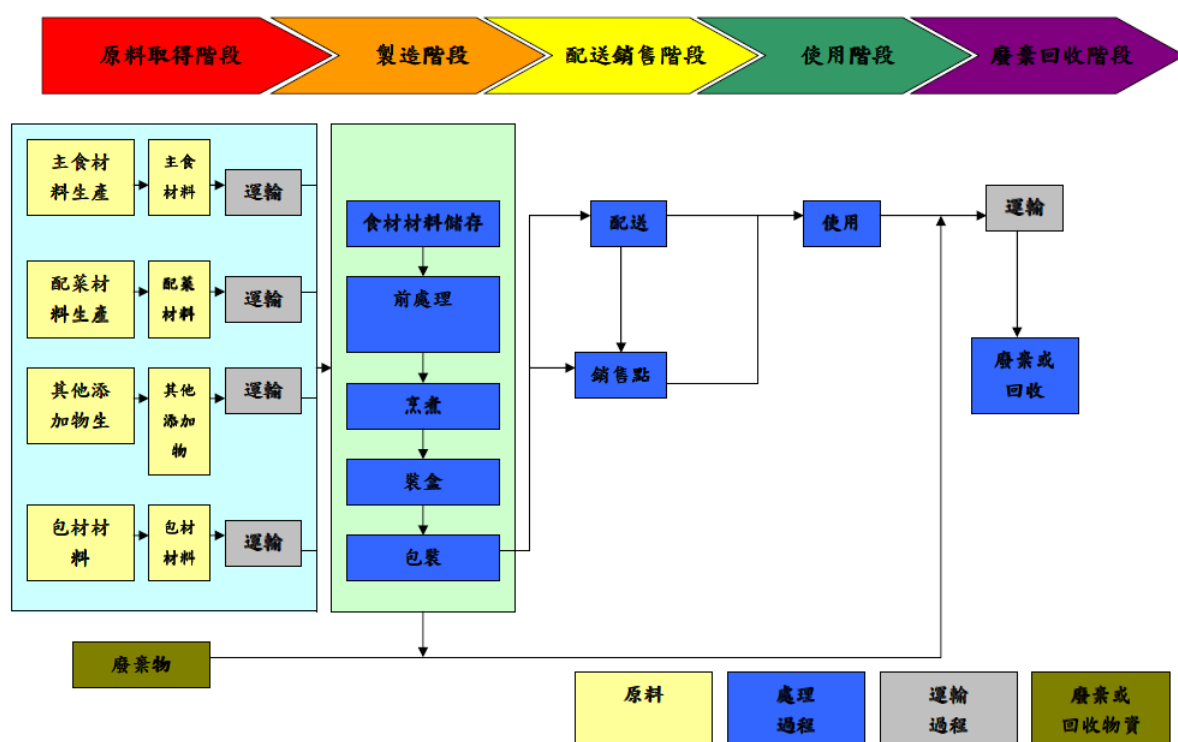 原料取得階段
製造階段
配送銷售階段
使用階段
廢棄回收階段
主食材
料生產
主食
材料
運輸
配菜材
料生產
配菜
材料
運輸
其他添
加物生
其他
添加
物
運輸
包材材
料
包材
材料
運輸
食材材料儲存
前處理
烹煮
裝盒
包裝
配送
銷售點
使用
運輸
廢棄或
回收
廢棄物
原料
處理
過程
運輸
過程
廢棄或
回收物資